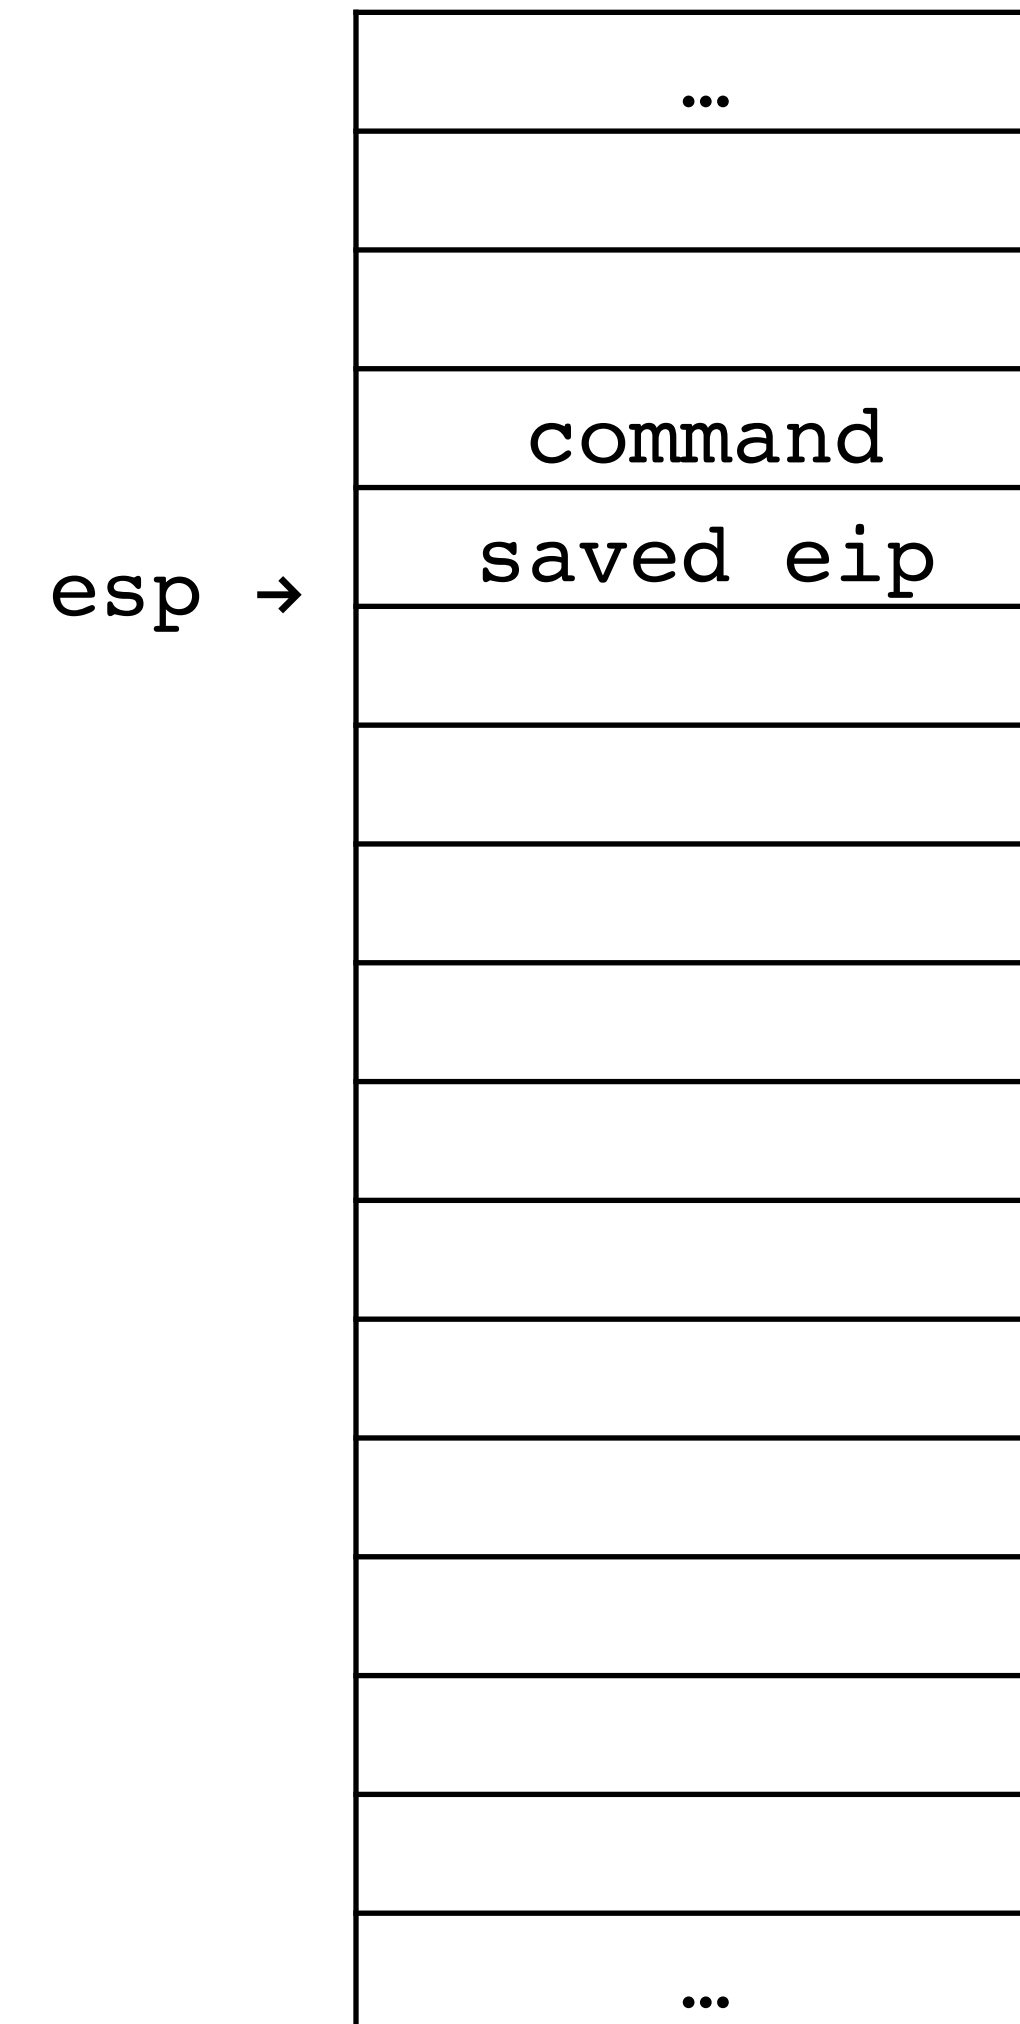 …
command
saved eip
esp →
…